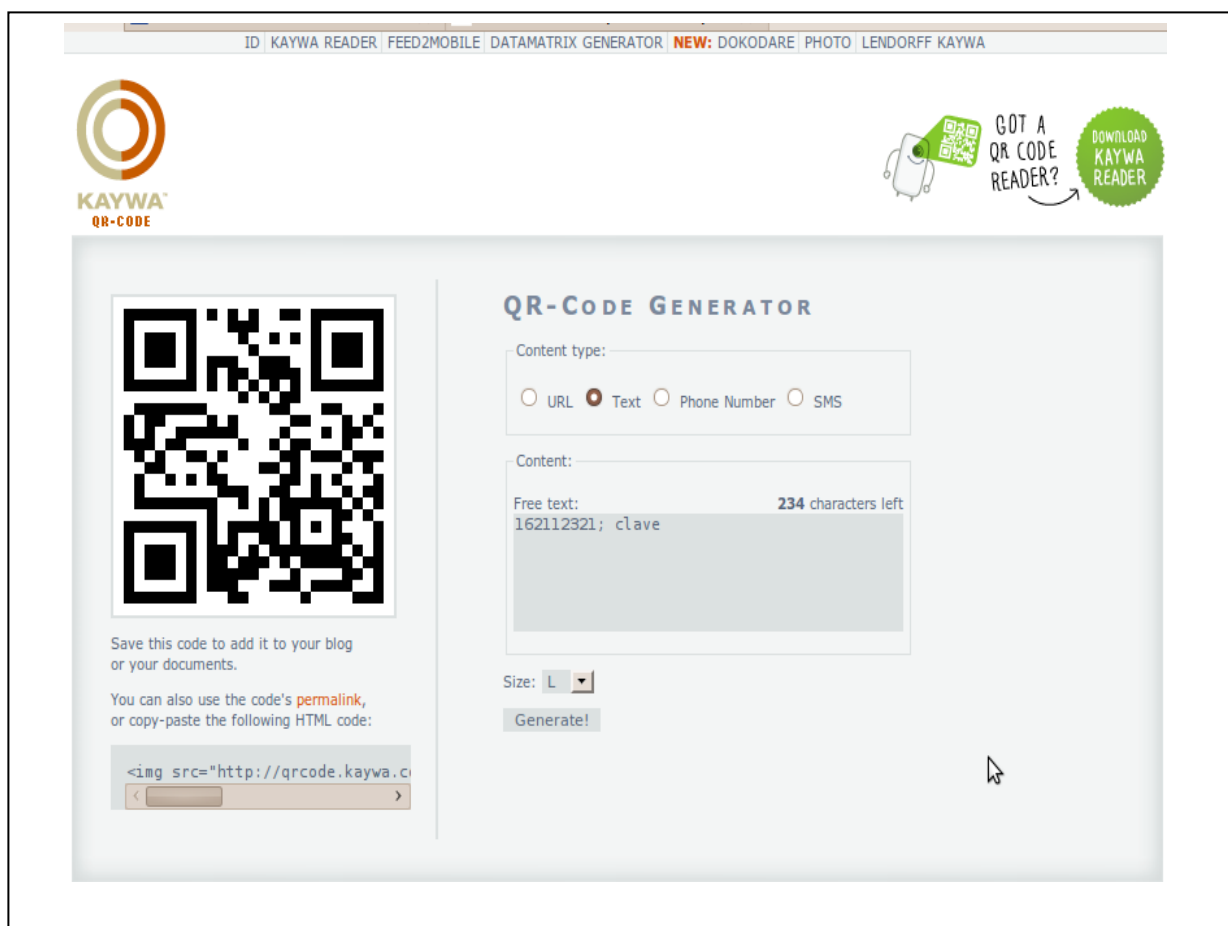 ID KAYWA READER FEED2MOBILE DATAMATRIX GENERATOR NEW: DOKODARE PHOTO LENDORFF KAYWA
KAYWA™
QR-CODE
GOT A
QR CODE
READER?
DOWNLOAD
KAYWA
READER
QR-CODE GENERATOR
Content type:
URL Text Phone Number SMS
Content:
Free text: 234 characters left
162112321; clave
Size: L
Generate!
Save this code to add it to your blog
or your documents.
You can also use the code's permalink,
or copy-paste the following HTML code:
<img src="http://qrcode.kaywa.c